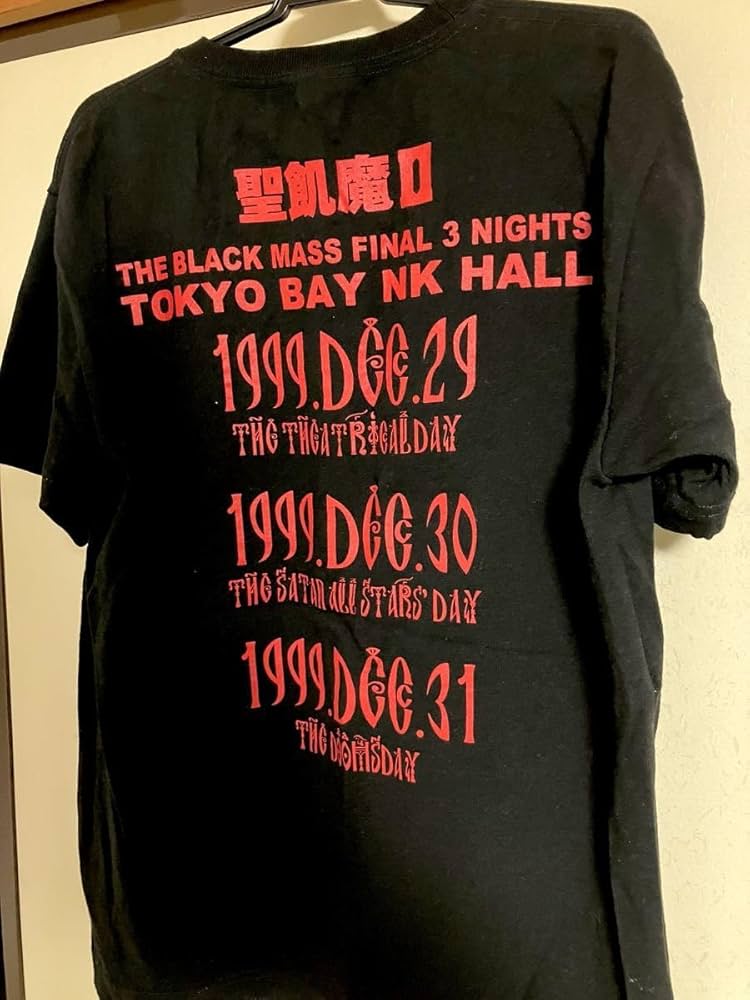 聖飢魔II
THE BLACK MASS FINAL 3 NIGHTS
TOKYO BAY NK HALL
1999.DEC.29
THE THEATRICAL DAY
1999.DEC.30
THE SATAN ALL STARS' DAY
1999.DEC.31
THE DOOMSDAY